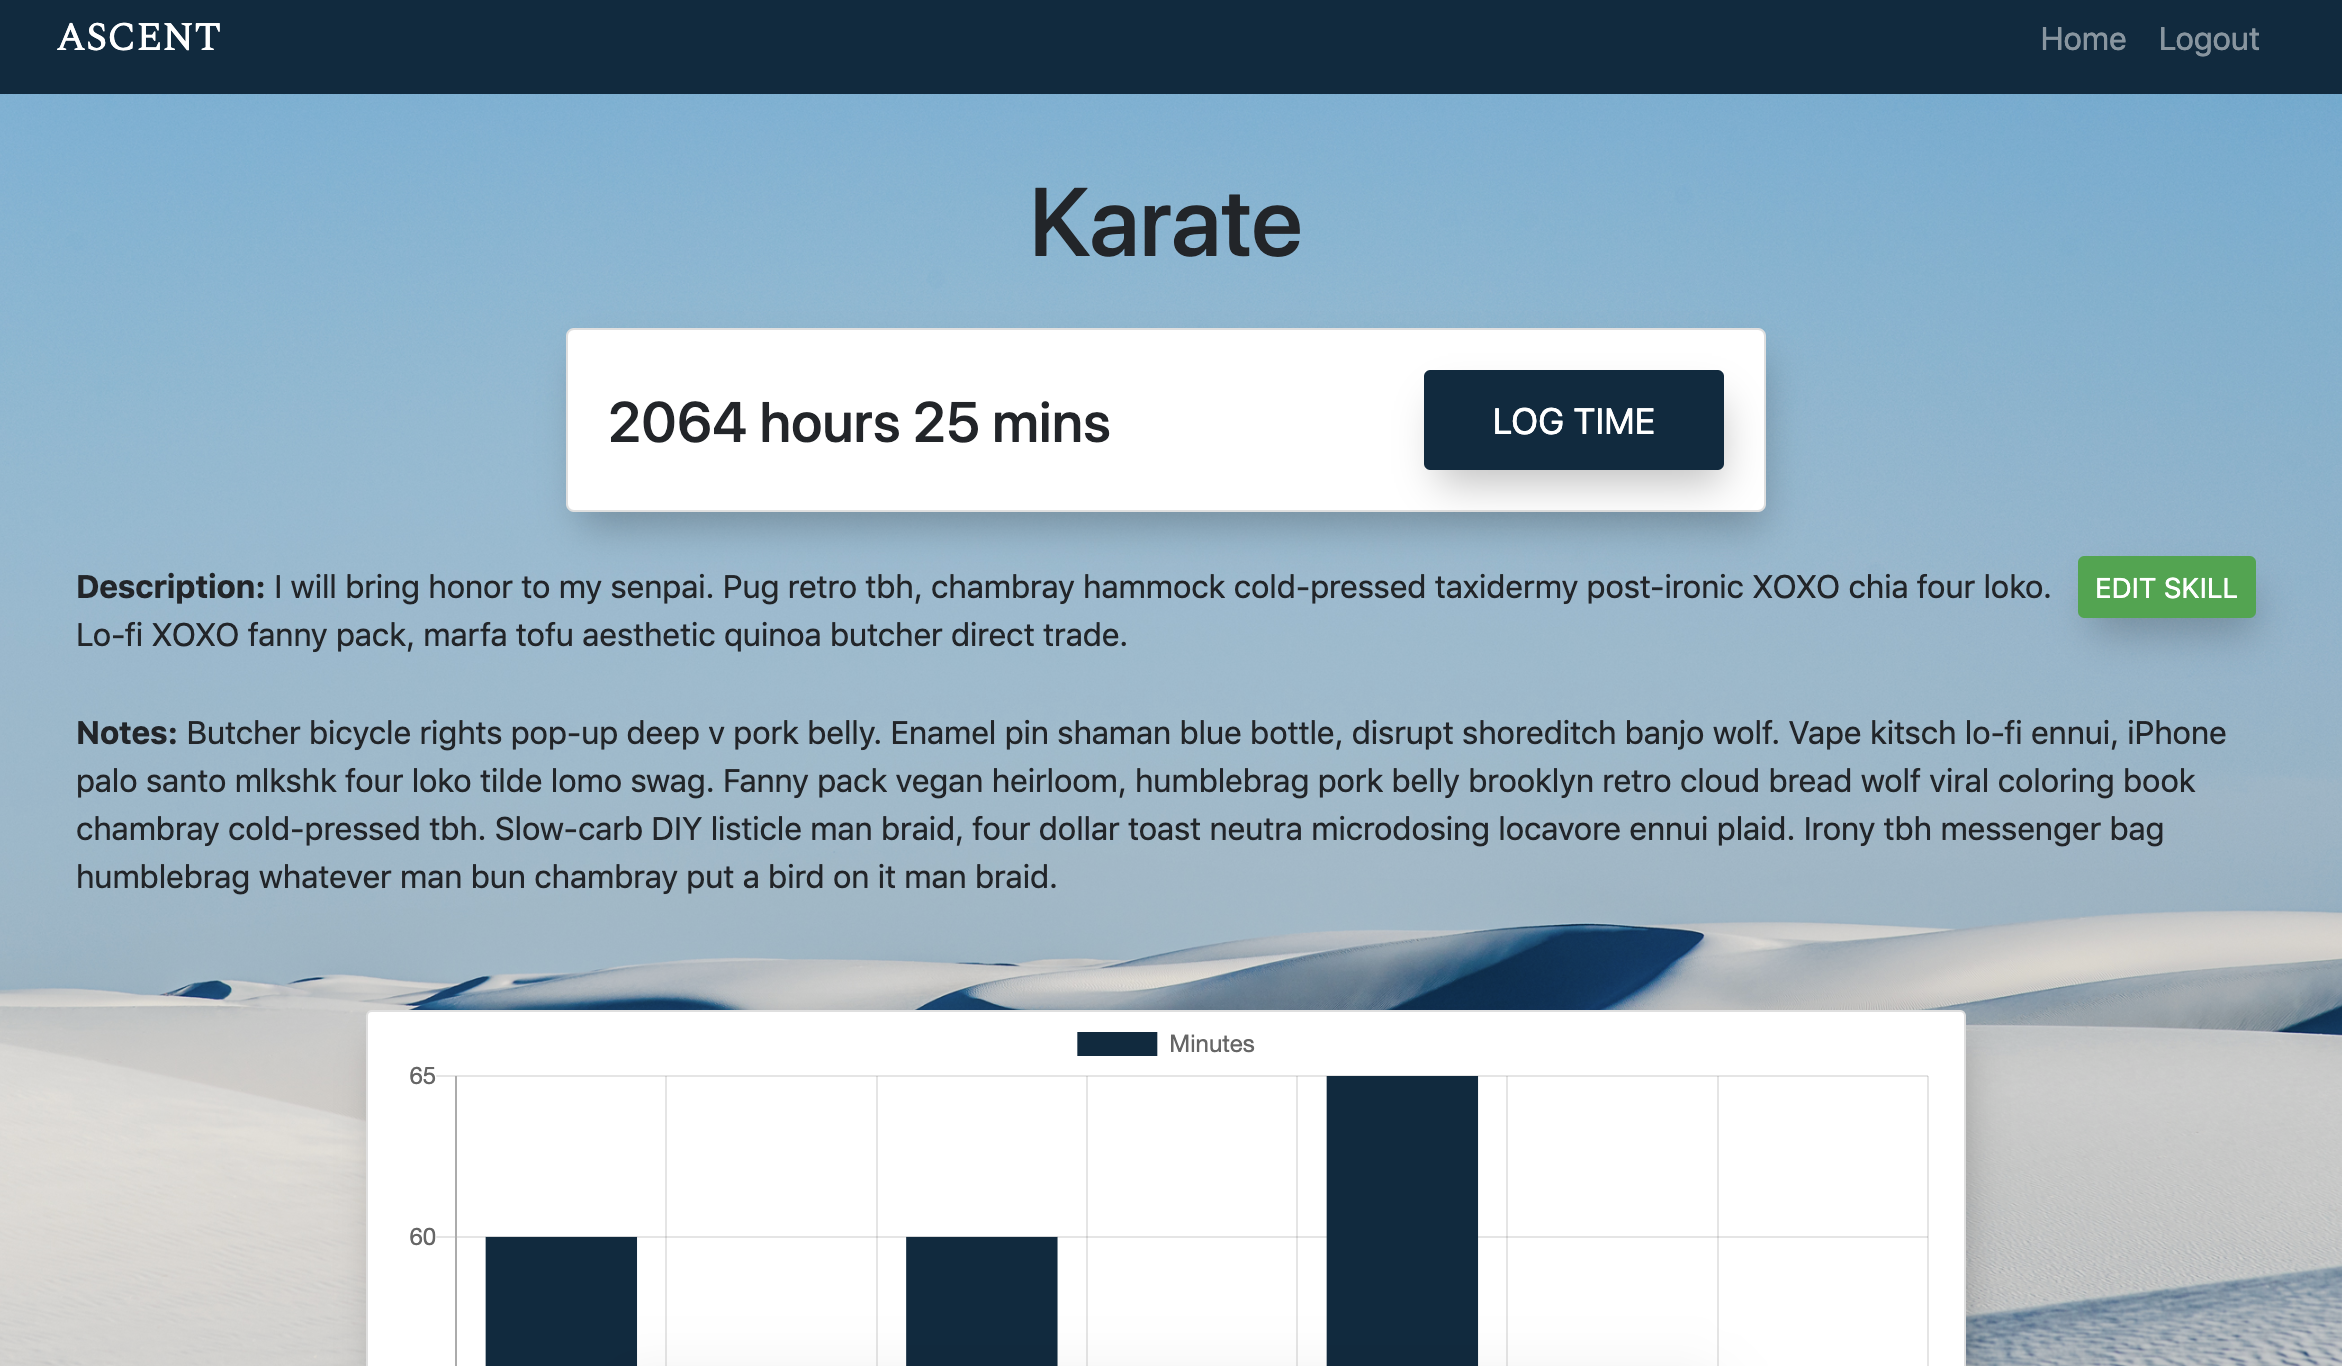 ASCENT
Home Logout
Karate
2064 hours 25 mins
LOG TIME
Description: I will bring honor to my senpai. Pug retro tbh, chambray hammock cold-pressed taxidermy post-ironic XOXO chia four loko.
EDIT SKILL
Lo-fi XOXO fanny pack, marfa tofu aesthetic quinoa butcher direct trade.
Notes: Butcher bicycle rights pop-up deep v pork belly. Enamel pin shaman blue bottle, disrupt shoreditch banjo wolf. Vape kitsch lo-fi ennui, iPhone
palo santo mlkshk four loko tilde lomo swag. Fanny pack vegan heirloom, humblebrag pork belly brooklyn retro cloud bread wolf viral coloring book
chambray cold-pressed tbh. Slow-carb DIY listicle man braid, four dollar toast neutra microdosing locavore ennui plaid. Irony tbh messenger bag
humblebrag whatever man bun chambray put a bird on it man braid.
Minutes
65
60